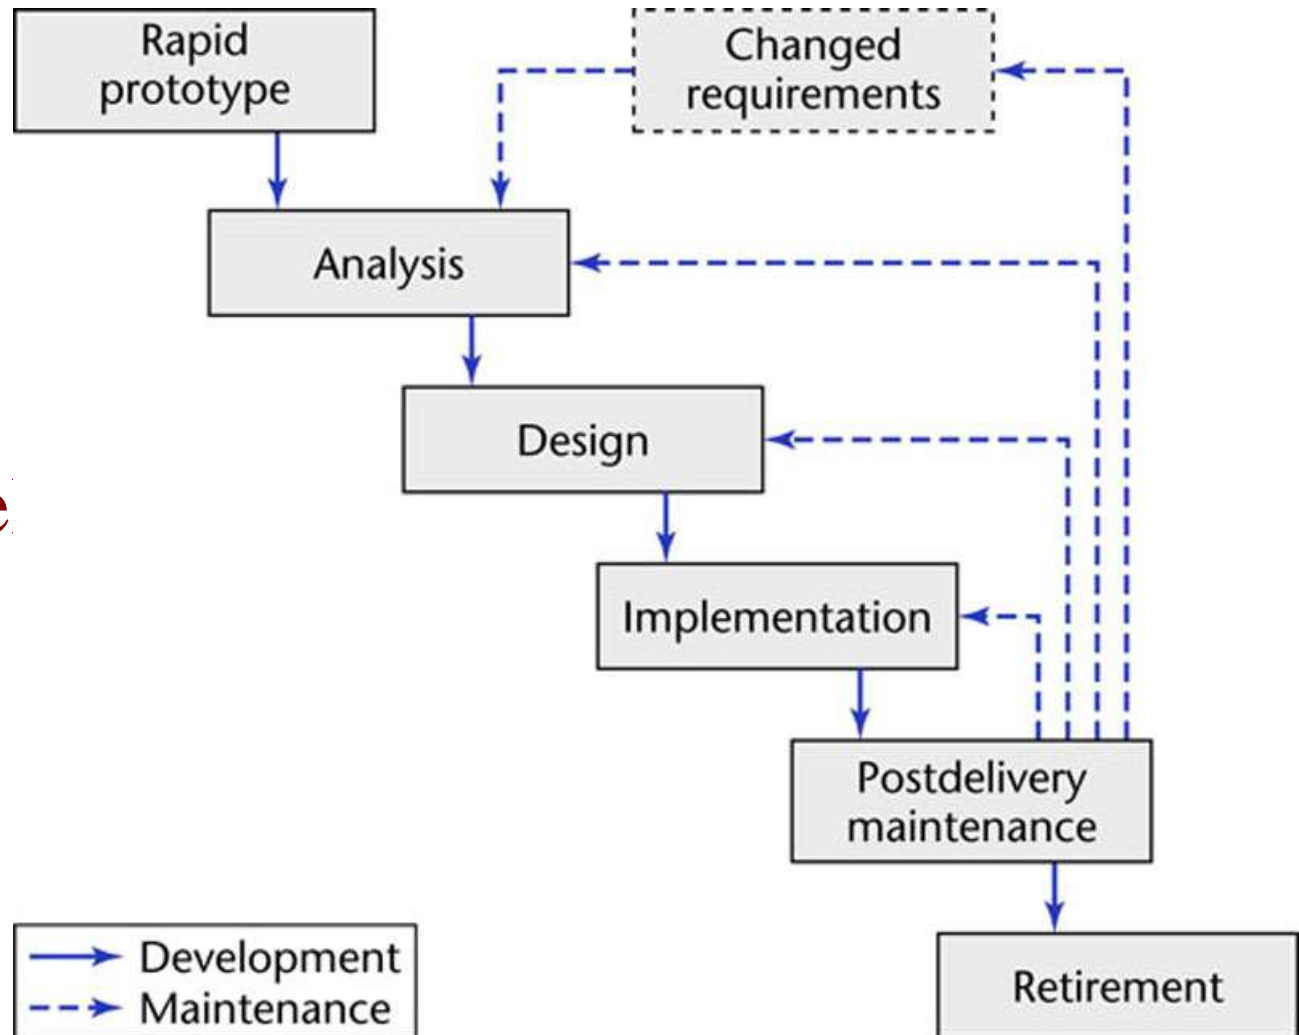 Rapid
prototype
Changed
requirements
Analysis
Design
Implementation
Postdelivery
maintenance
Retirement
Development
Maintenance